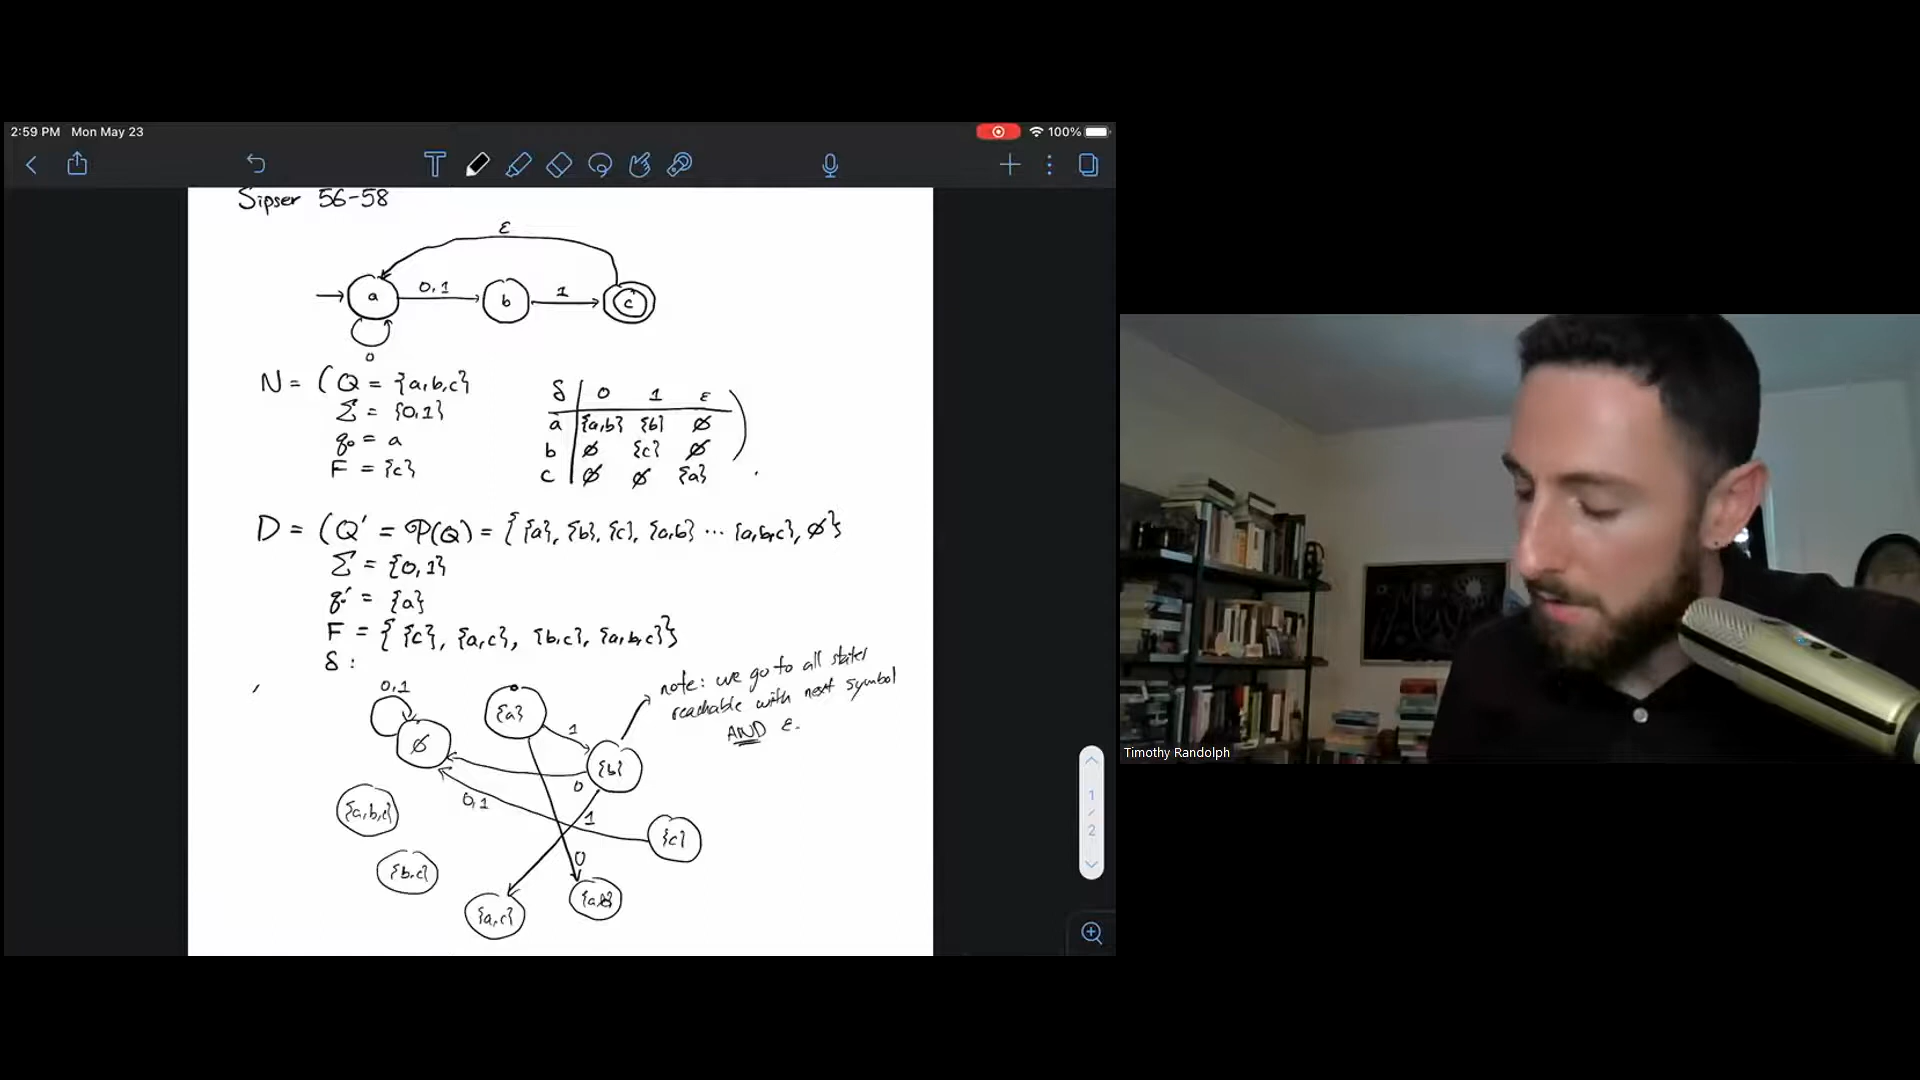 2:59 PM Mon May 23
100%
Sipser 56-58
ε
a 0,1 b 1 c
0
N = ( Q = {a,b,c}
Σ = {0,1}
q₀ = a
F = {c}
δ 0 1 ε )
a {a,b} {b} ∅
b ∅ {c} ∅
c ∅ ∅ {a}
D = ( Q' = P(Q) = { {a}, {b}, {c}, {a,b} ... {a,b,c}, ∅ }
Σ = {0,1}
q₀' = {a}
F = { {c}, {a,c}, {b,c}, {a,b,c} }
δ :
note: we go to all states
reachable with next symbol
AND ε.
0,1
{a}
1
∅
{b}
0
0,1
1
{a,b,c}
{c}
0
{b,c}
{a,b}
{a,c}
1
/
2
Timothy Randolph